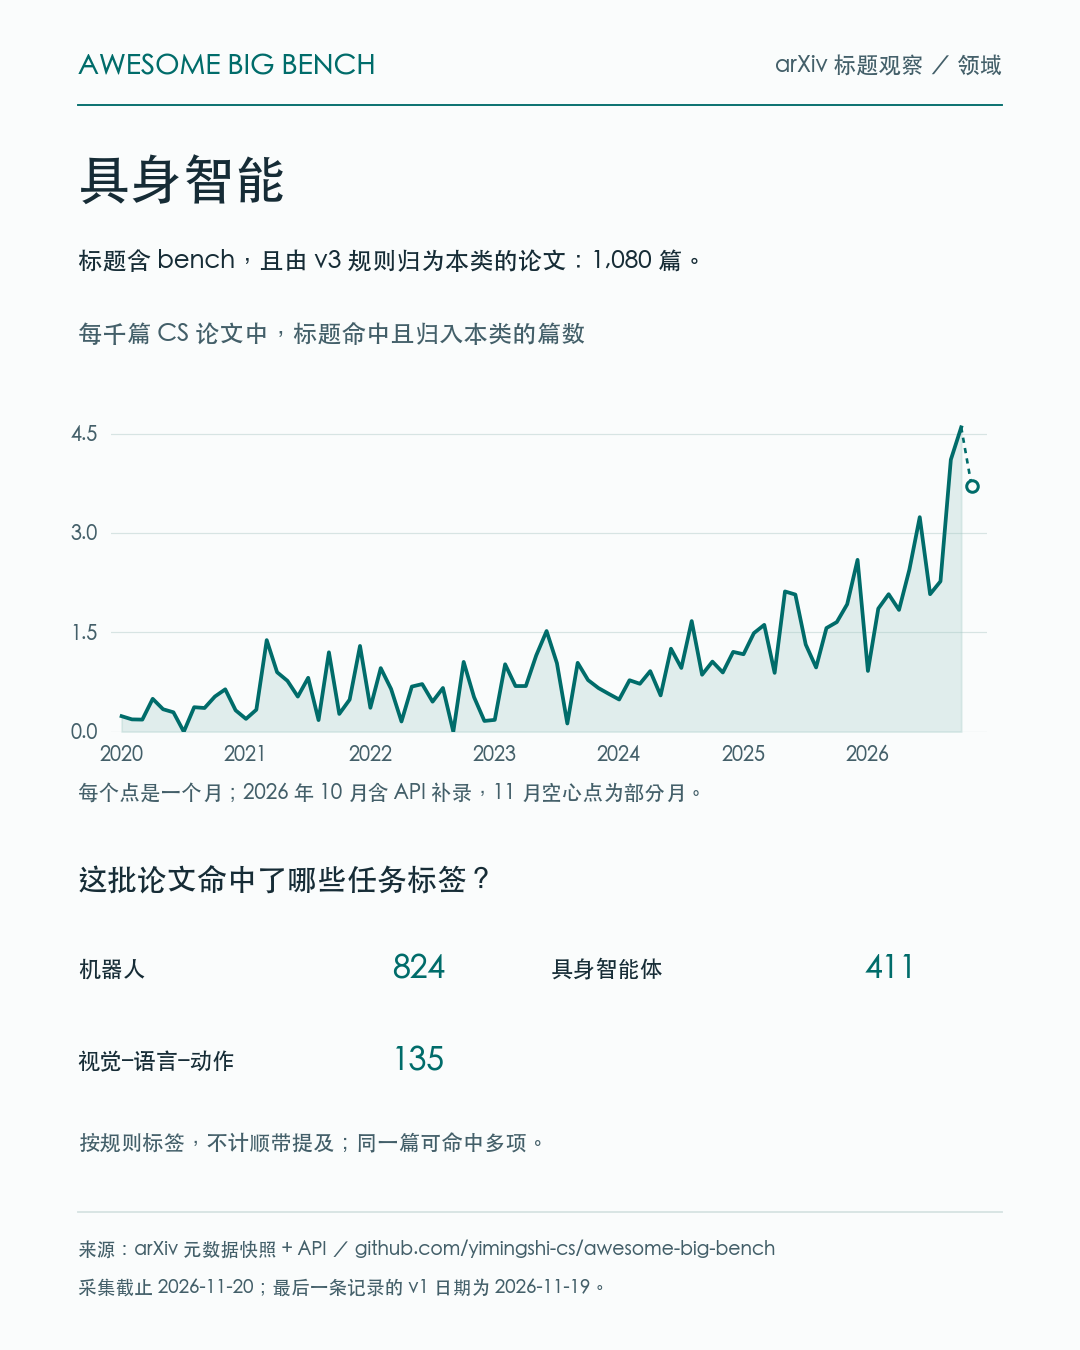 AWESOME BIG BENCH
arXiv 标题观察 ／ 领域
具身智能
标题含 bench，且由 v3 规则归为本类的论文：1,080 篇。
每千篇 CS 论文中，标题命中且归入本类的篇数
4.5
3.0
1.5
0.0
2020 2021 2022 2023 2024 2025 2026
每个点是一个月；2026 年 10 月含 API 补录，11 月空心点为部分月。
这批论文命中了哪些任务标签？
机器人 824 具身智能体 411
视觉–语言–动作 135
按规则标签，不计顺带提及；同一篇可命中多项。
来源：arXiv 元数据快照 + API ／ github.com/yimingshi-cs/awesome-big-bench
采集截止 2026-11-20；最后一条记录的 v1 日期为 2026-11-19。